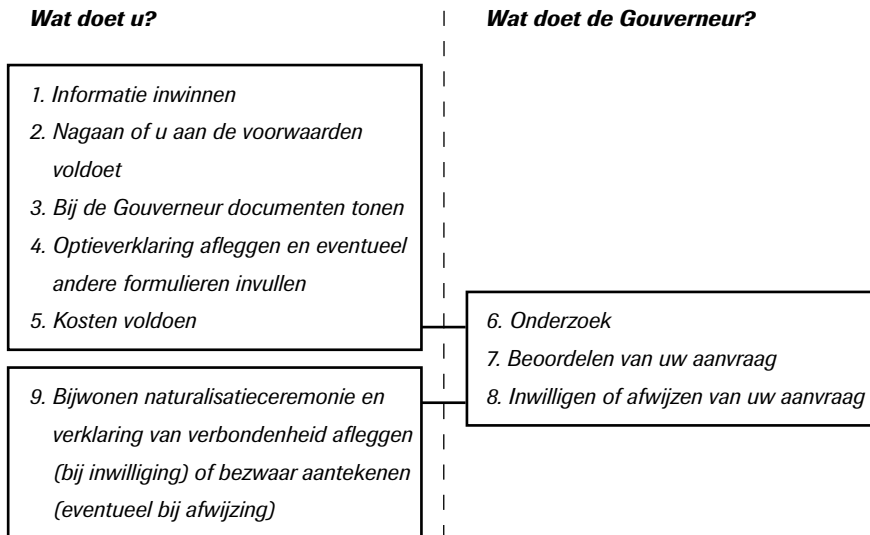 Wat doet u?
Wat doet de Gouverneur?
1. Informatie inwinnen
2. Nagaan of u aan de voorwaarden
voldoet
3. Bij de Gouverneur documenten tonen
4. Optieverklaring afleggen en eventueel
andere formulieren invullen
5. Kosten voldoen
6. Onderzoek
7. Beoordelen van uw aanvraag
8. Inwilligen of afwijzen van uw aanvraag
9. Bijwonen naturalisatieceremonie en
verklaring van verbondenheid afleggen
(bij inwilliging) of bezwaar aantekenen
(eventueel bij afwijzing)